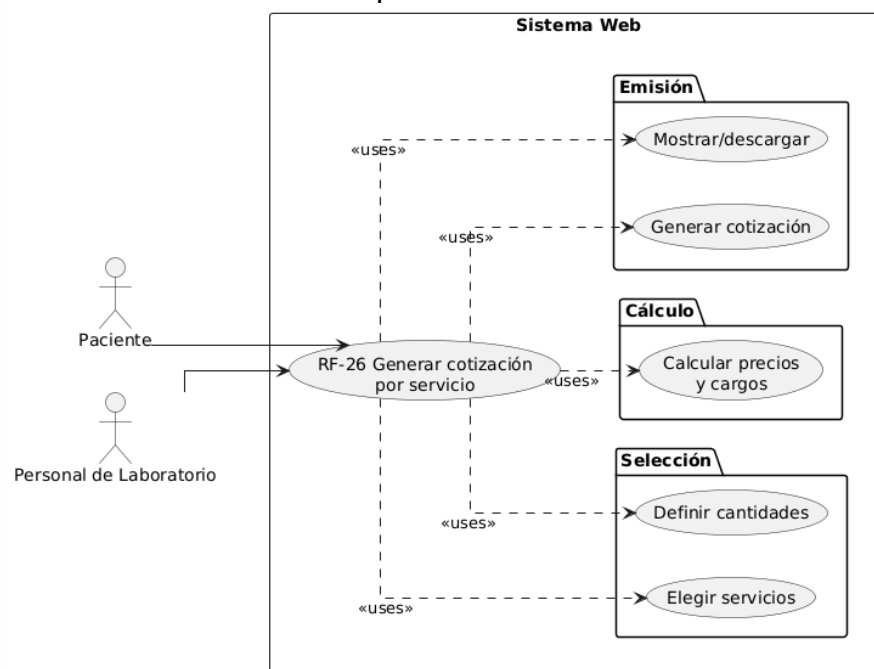 Sistema Web
Emisión
Mostrar/descargar
«uses»
Generar cotización
«uses»
Paciente
Cálculo
RF-26 Generar cotización
por servicio
Calcular precios
y cargos
«uses»
Personal de Laboratorio
Selección
Definir cantidades
«uses»
Elegir servicios
«uses»